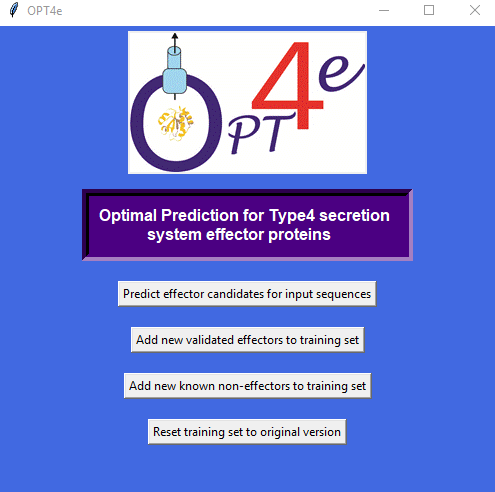 OPT4e
OPT4e
Optimal Prediction for Type4 secretion
system effector proteins
Predict effector candidates for input sequences
Add new validated effectors to training set
Add new known non-effectors to training set
Reset training set to original version